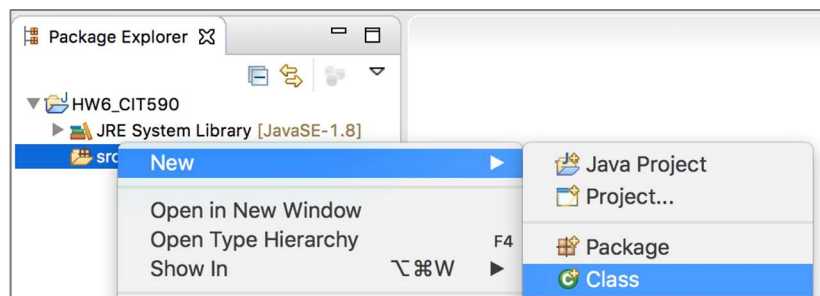 Package Explorer
HW6_CIT590
JRE System Library [JavaSE-1.8]
src
New
Java Project
Project...
Open in New Window
Open Type Hierarchy F4
Package
Show In ⌥⌘W
Class